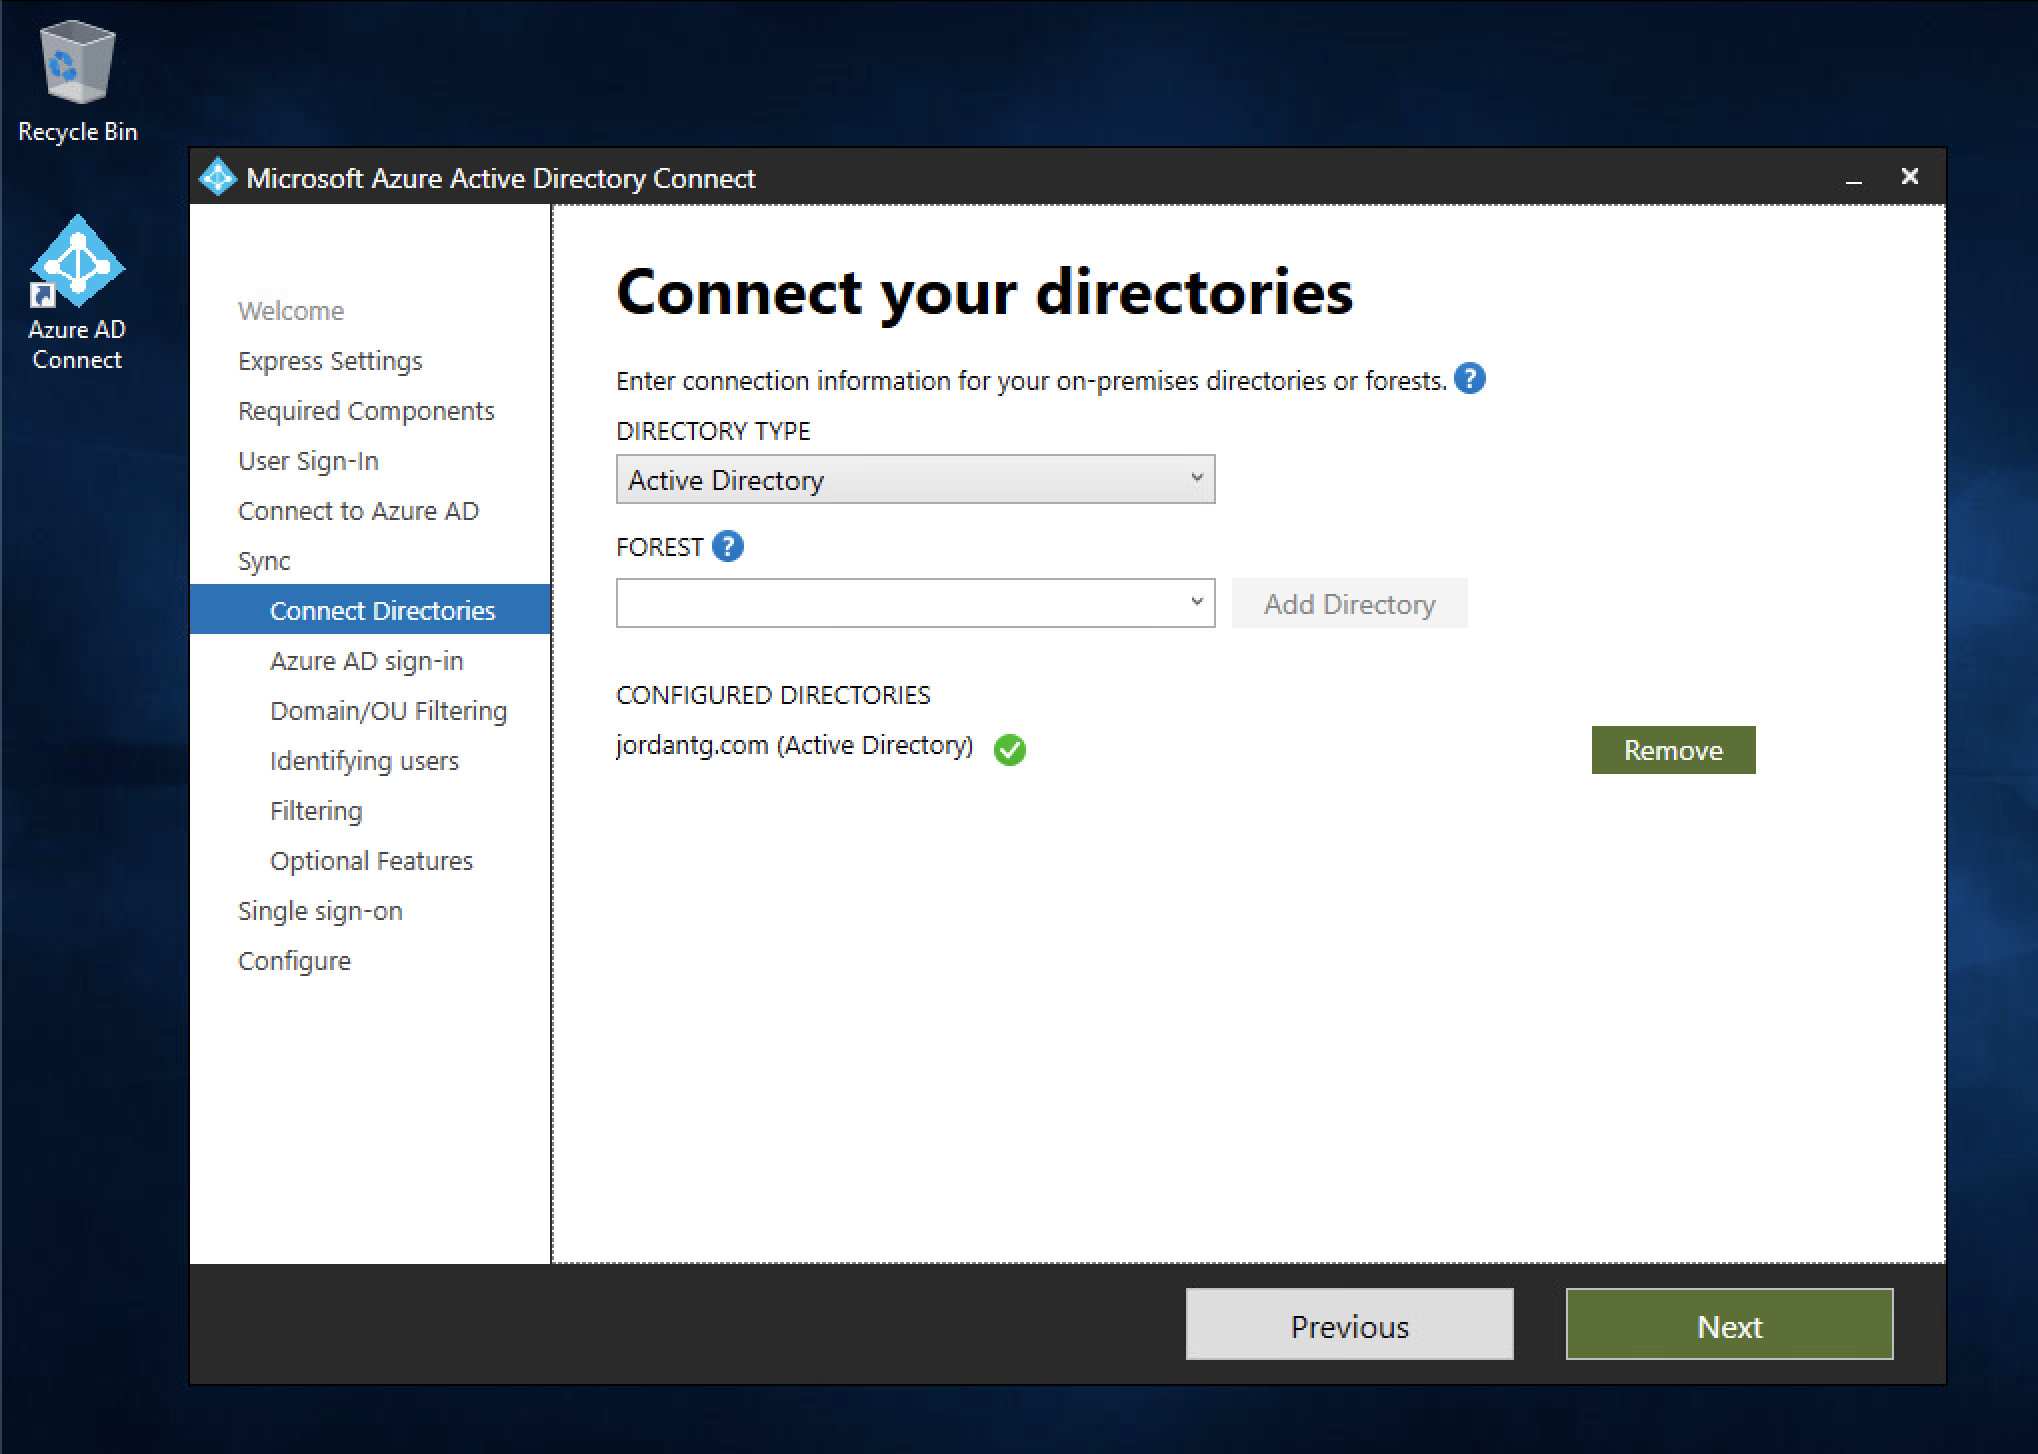 Recycle Bin
Azure AD
Connect
Microsoft Azure Active Directory Connect
Welcome
Express Settings
Required Components
User Sign-In
Connect to Azure AD
Sync
Connect Directories
Azure AD sign-in
Domain/OU Filtering
Identifying users
Filtering
Optional Features
Single sign-on
Configure
Connect your directories
Enter connection information for your on-premises directories or forests. ?
DIRECTORY TYPE
Active Directory
FOREST ?
Add Directory
CONFIGURED DIRECTORIES
jordantg.com (Active Directory)
Remove
Previous
Next